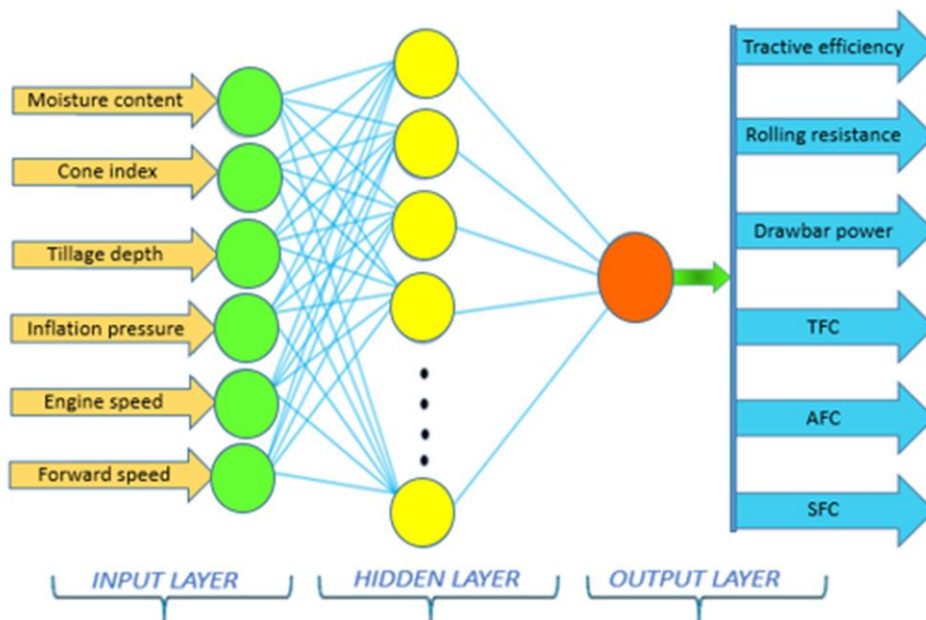 Moisture content
Cone index
Tillage depth
Inflation pressure
Engine speed
Forward speed
Tractive efficiency
Rolling resistance
Drawbar power
TFC
AFC
SFC
INPUT LAYER
HIDDEN LAYER
OUTPUT LAYER